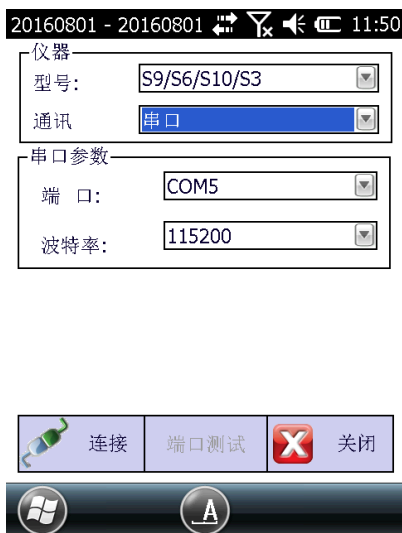 20160801 - 20160801 11:50
仪器
型号: S9/S6/S10/S3
通讯 串口
串口参数
端 口: COM5
波特率: 115200
连接 端口测试 关闭
A